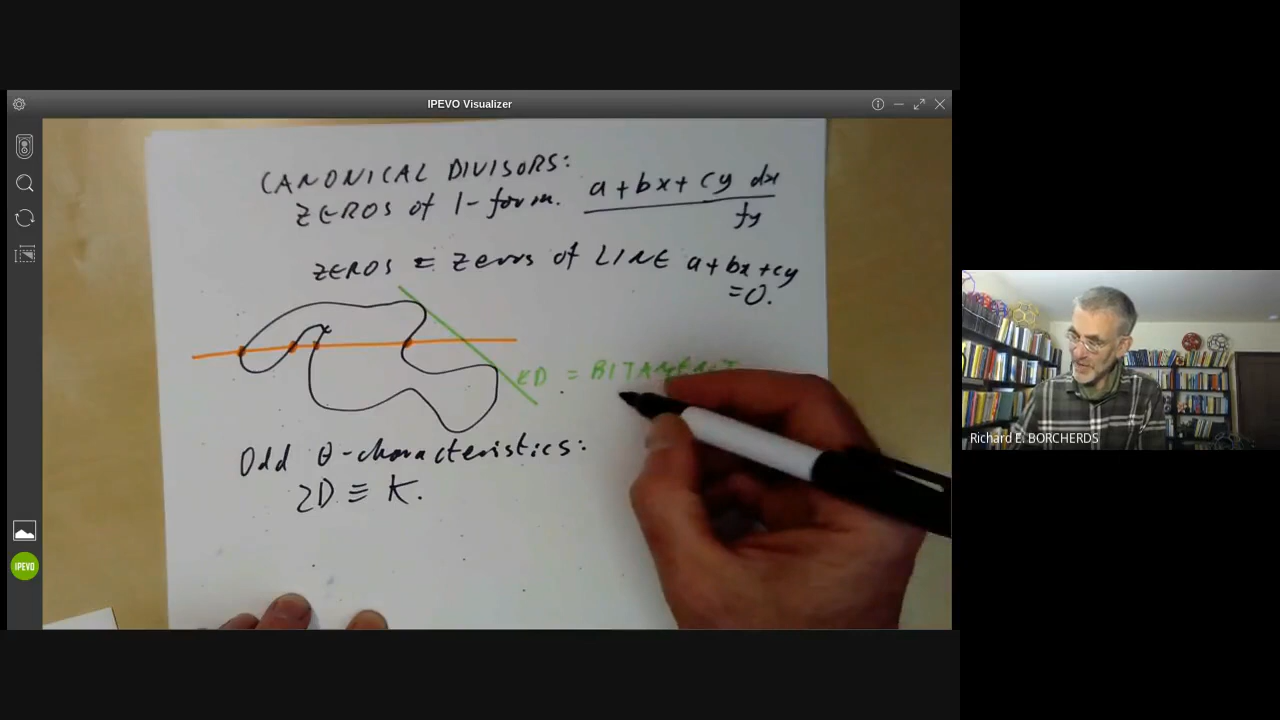 IPEVO Visualizer
CANONICAL DIVISORS:
ZEROS of 1-form. a+bx+cy dx
fy
ZEROS = zeros of LINE a+bx+cy
=0.
= BITANGENT
Odd θ-characteristics:
2D ≡ K.
IPEVO
Richard E. BORCHERDS